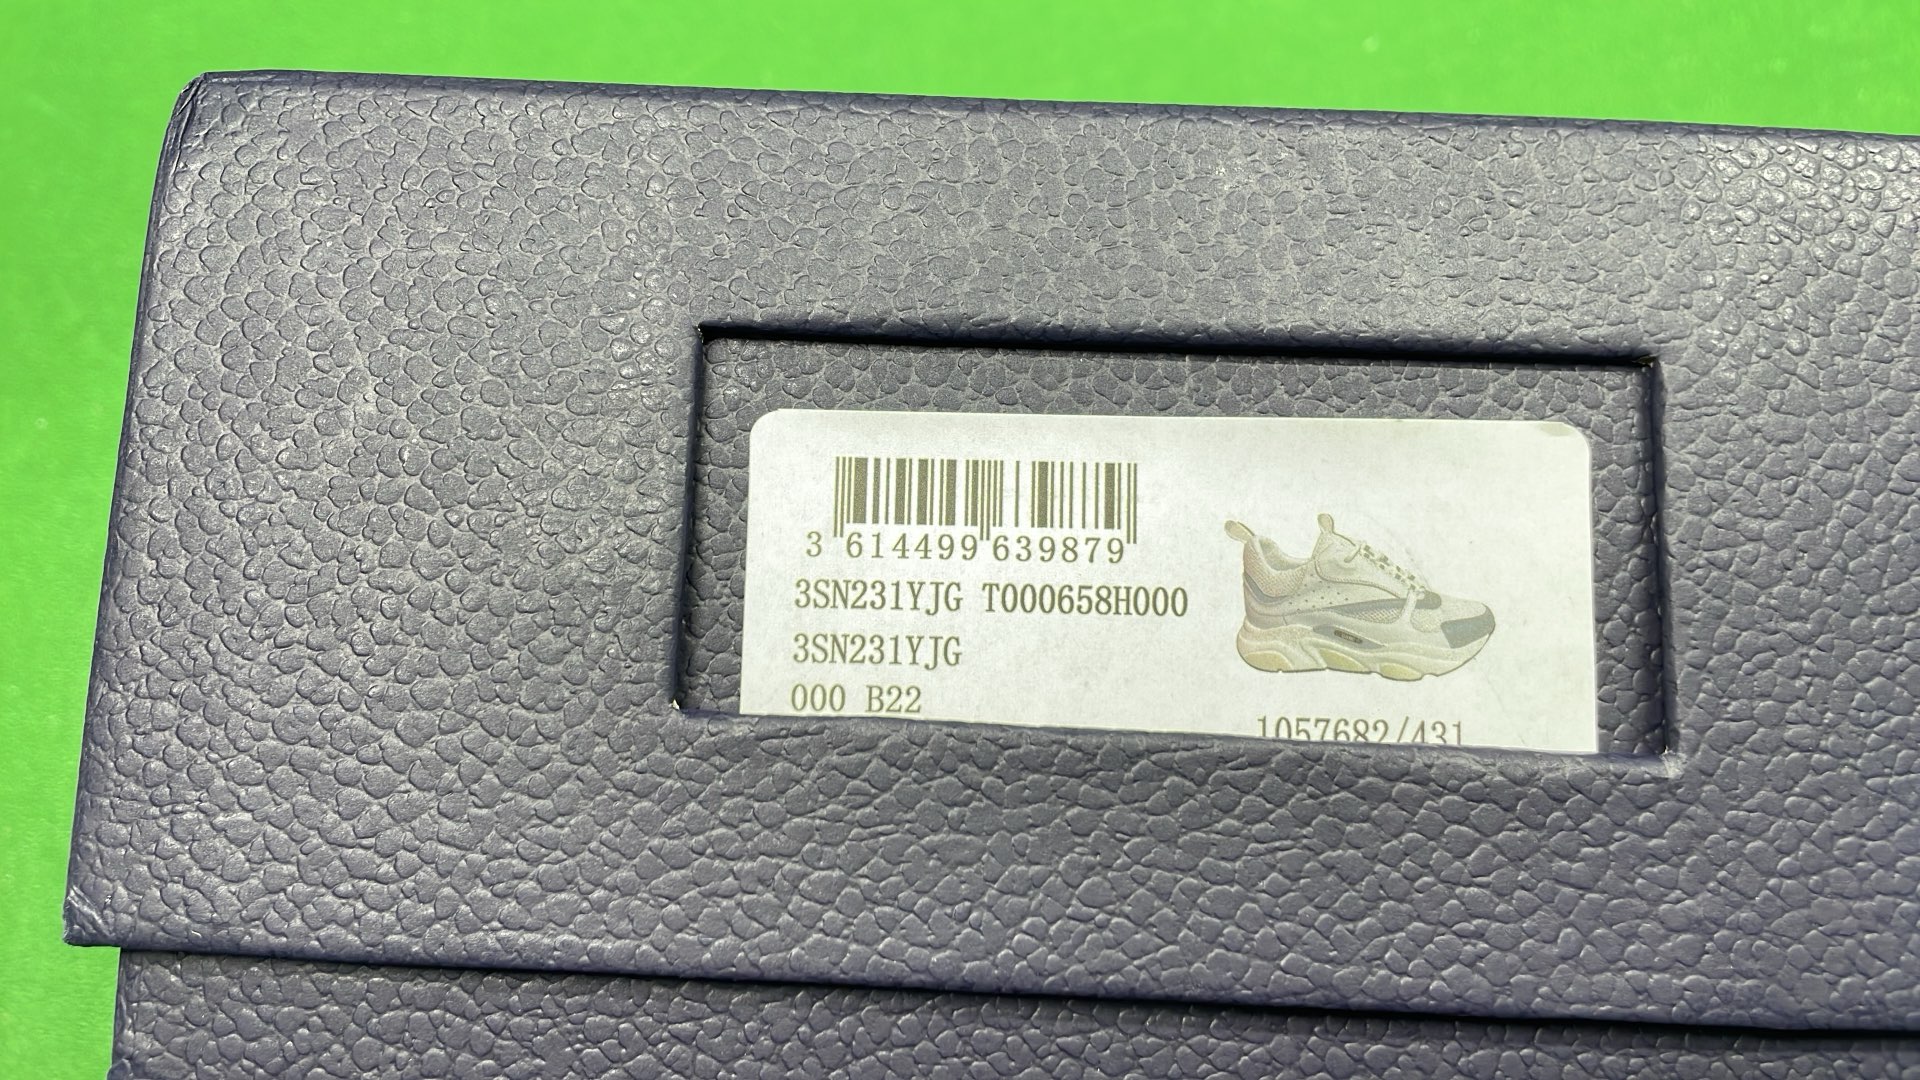 3 614499 639879
3SN231YJG T000658H000
3SN231YJG
000 B22
1057682/431